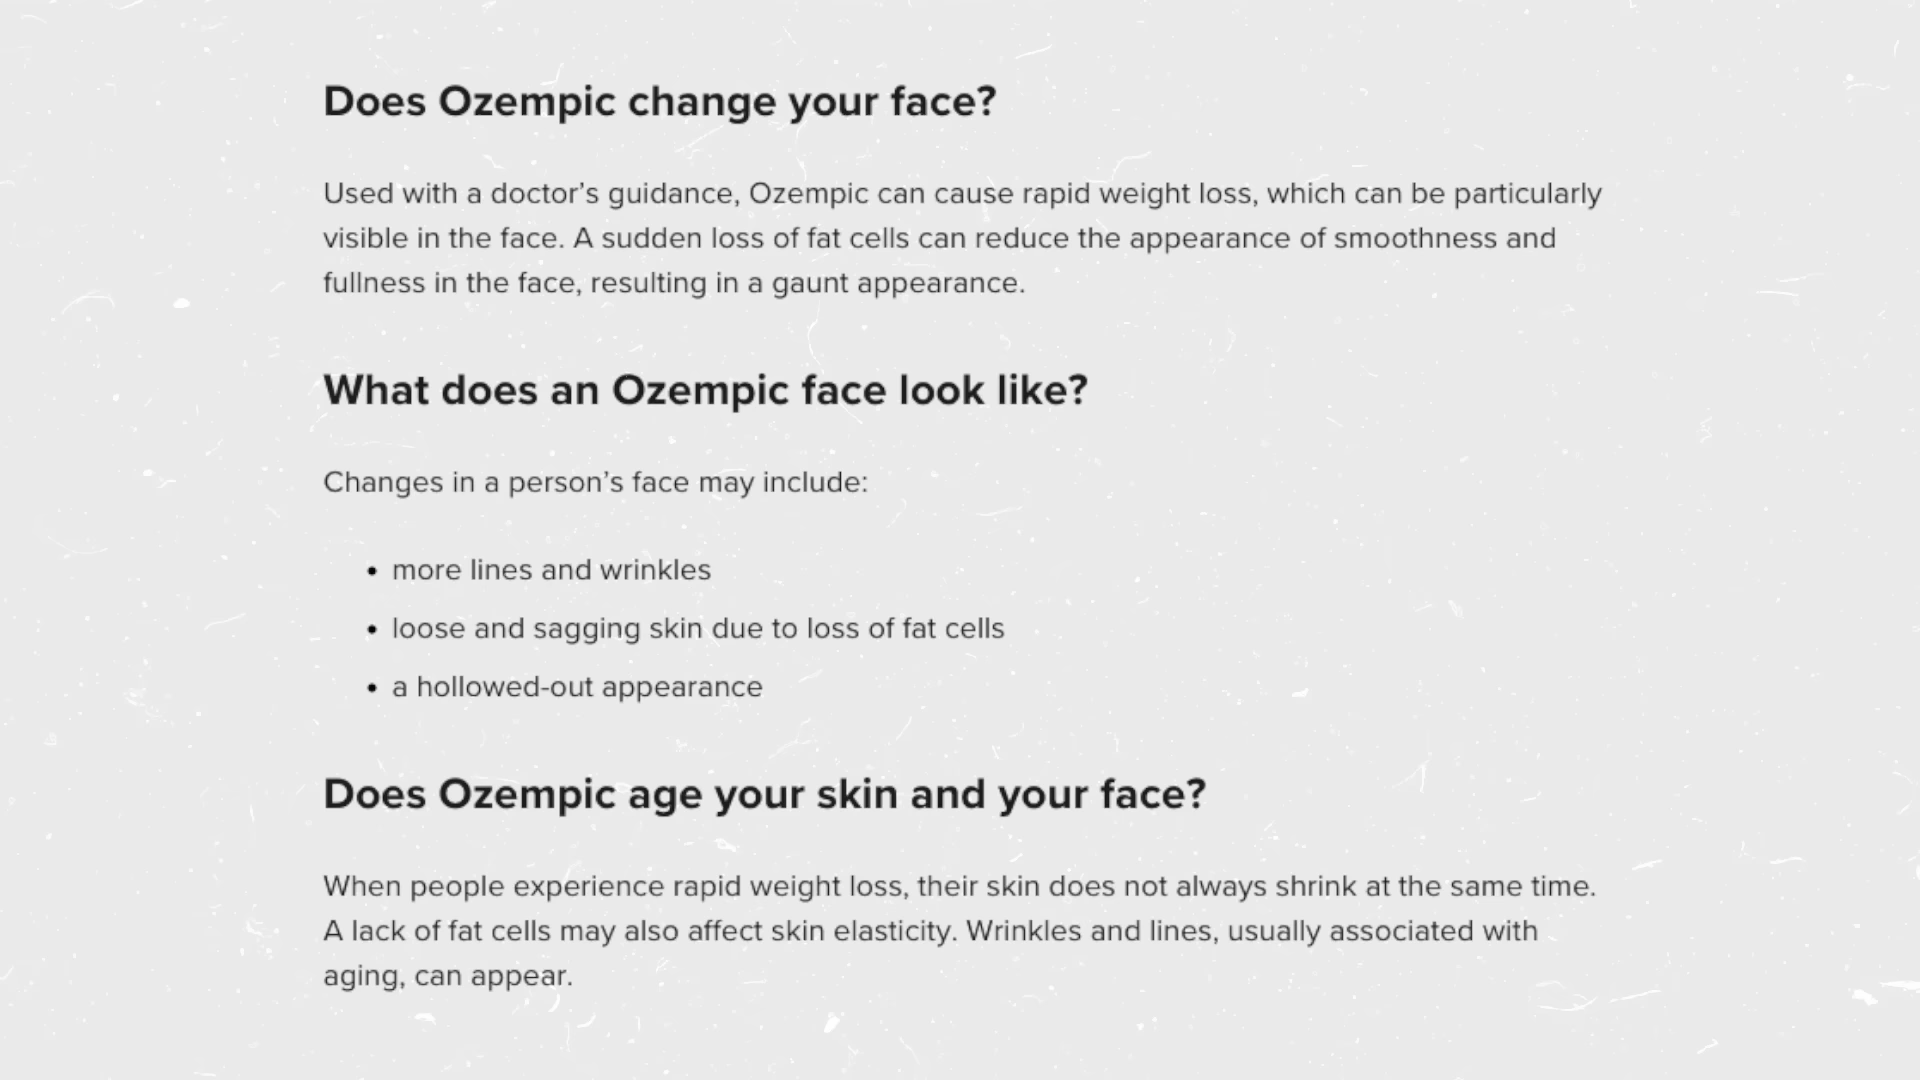 Does Ozempic change your face?
Used with a doctor’s guidance, Ozempic can cause rapid weight loss, which can be particularly
visible in the face. A sudden loss of fat cells can reduce the appearance of smoothness and
fullness in the face, resulting in a gaunt appearance.
What does an Ozempic face look like?
Changes in a person’s face may include:
• more lines and wrinkles
• loose and sagging skin due to loss of fat cells
• a hollowed-out appearance
Does Ozempic age your skin and your face?
When people experience rapid weight loss, their skin does not always shrink at the same time.
A lack of fat cells may also affect skin elasticity. Wrinkles and lines, usually associated with
aging, can appear.